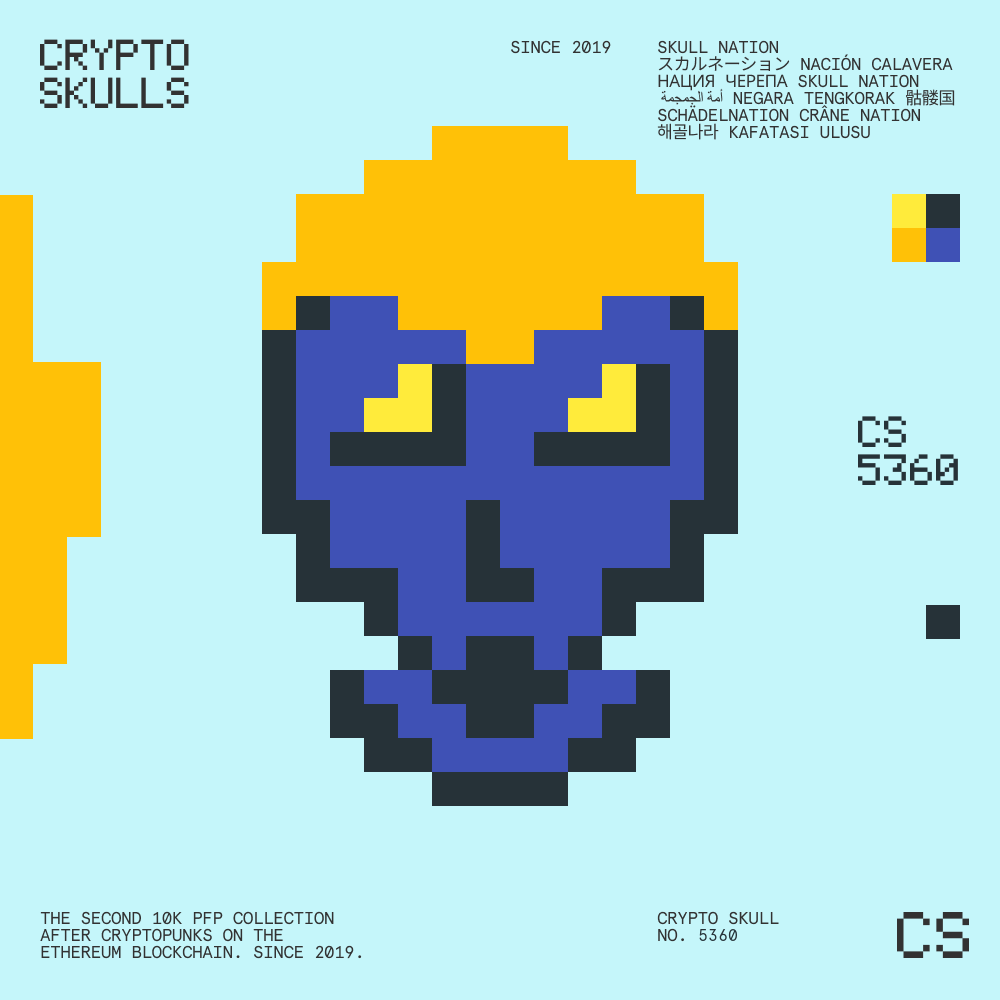 CRYPTO
SKULLS
SINCE 2019
SKULL NATION
スカルネーション NACIÓN CALAVERA
НАЦИЯ ЧЕРЕПА SKULL NATION
أمة الجمجمة NEGARA TENGKORAK 骷髅国
SCHÄDELNATION CRÂNE NATION
해골나라 KAFATASI ULUSU
CS
5360
THE SECOND 10K PFP COLLECTION
AFTER CRYPTOPUNKS ON THE
ETHEREUM BLOCKCHAIN. SINCE 2019.
CRYPTO SKULL
NO. 5360
CS